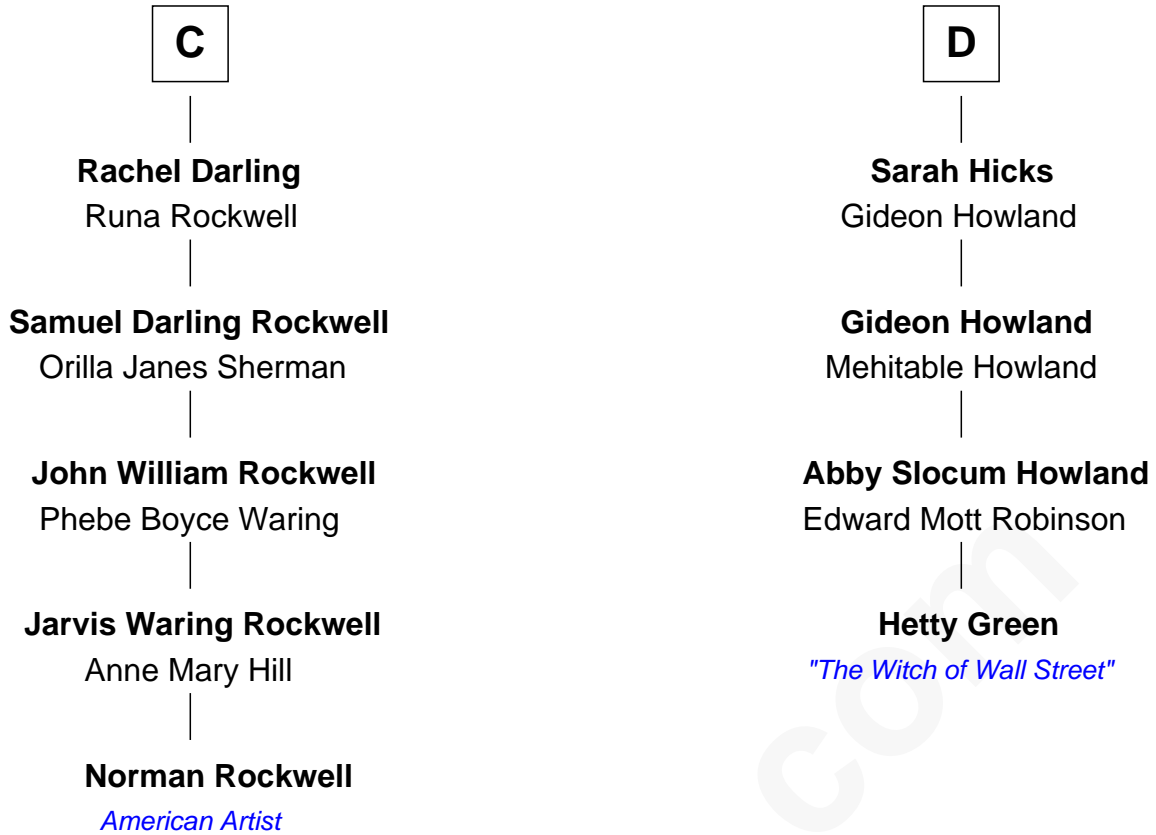 C
Rachel Darling
Runa Rockwell
Samuel Darling Rockwell
Orilla Janes Sherman
John William Rockwell
Phebe Boyce Waring
Jarvis Waring Rockwell
Anne Mary Hill
Norman Rockwell
American Artist
D
Sarah Hicks
Gideon Howland
Gideon Howland
Mehitable Howland
Abby Slocum Howland
Edward Mott Robinson
Hetty Green
"The Witch of Wall Street"
com